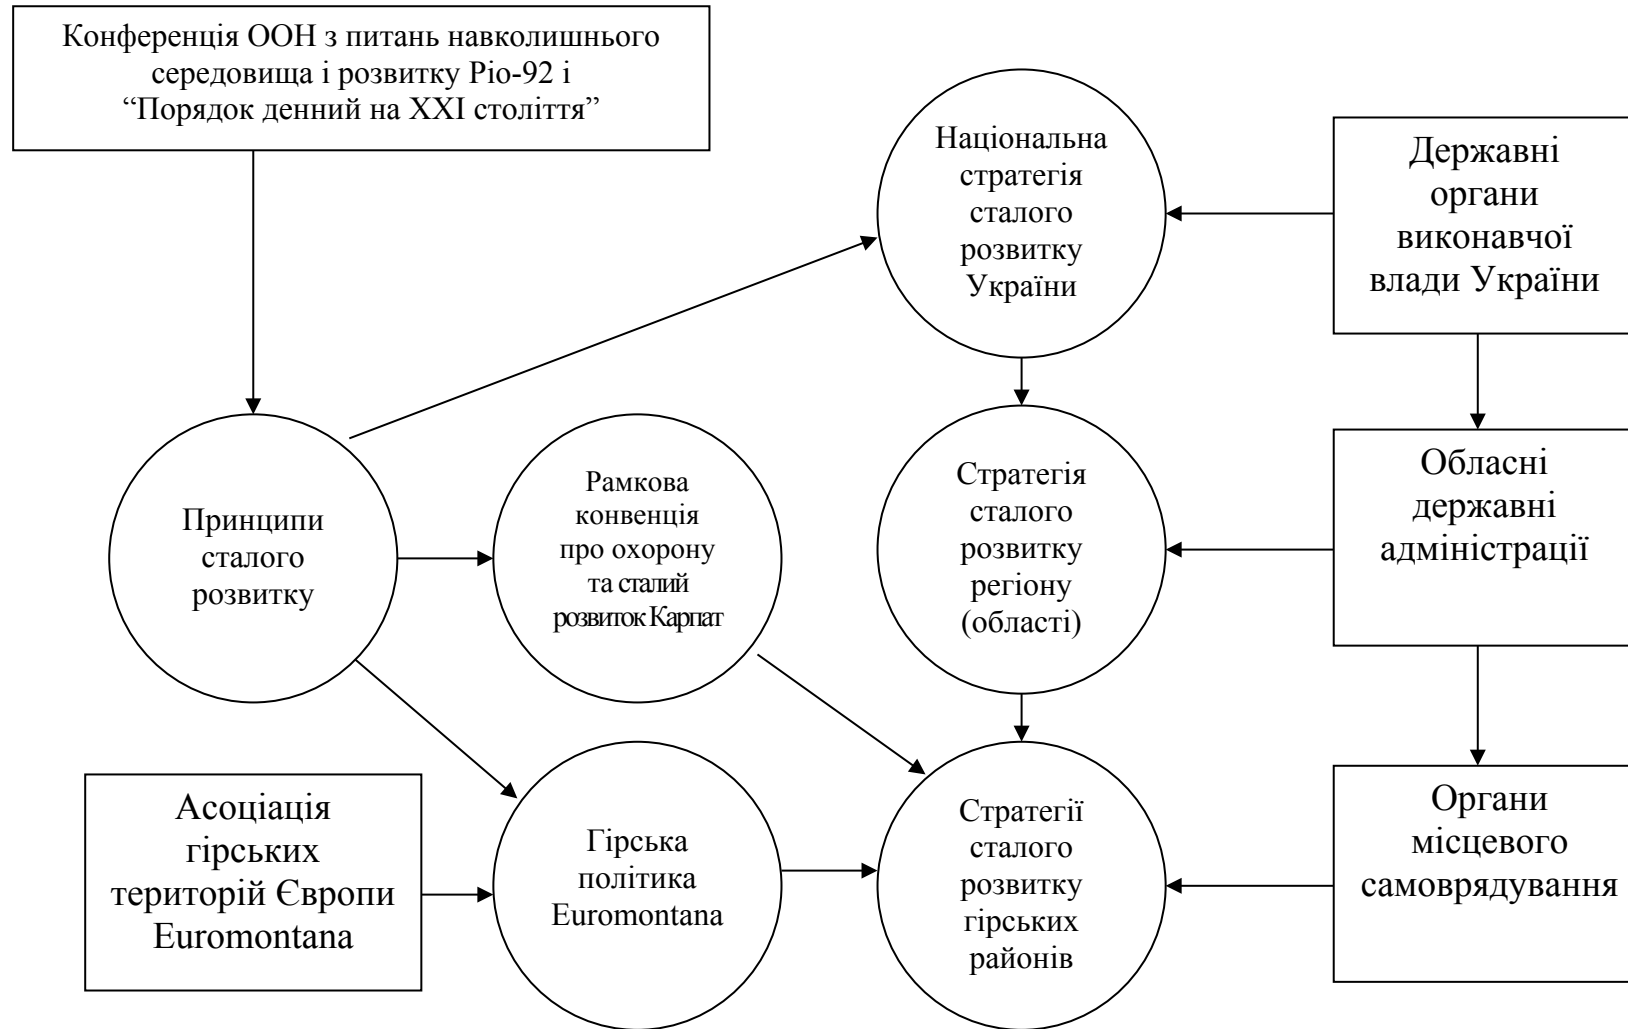 Конференція ООН з питань навколишнього
середовища і розвитку Ріо-92 і
“Порядок денний на ХХІ століття”
Національна
стратегія
сталого
розвитку
України
Державні
органи
виконавчої
влади України
Принципи
сталого
розвитку
Рамкова
конвенція
про охорону
та сталий
розвиток Карпат
Стратегія
сталого
розвитку
регіону
(області)
Обласні
державні
адміністрації
Асоціація
гірських
територій Європи
Euromontana
Гірська
політика
Euromontana
Стратегії
сталого
розвитку
гірських
районів
Органи
місцевого
самоврядування